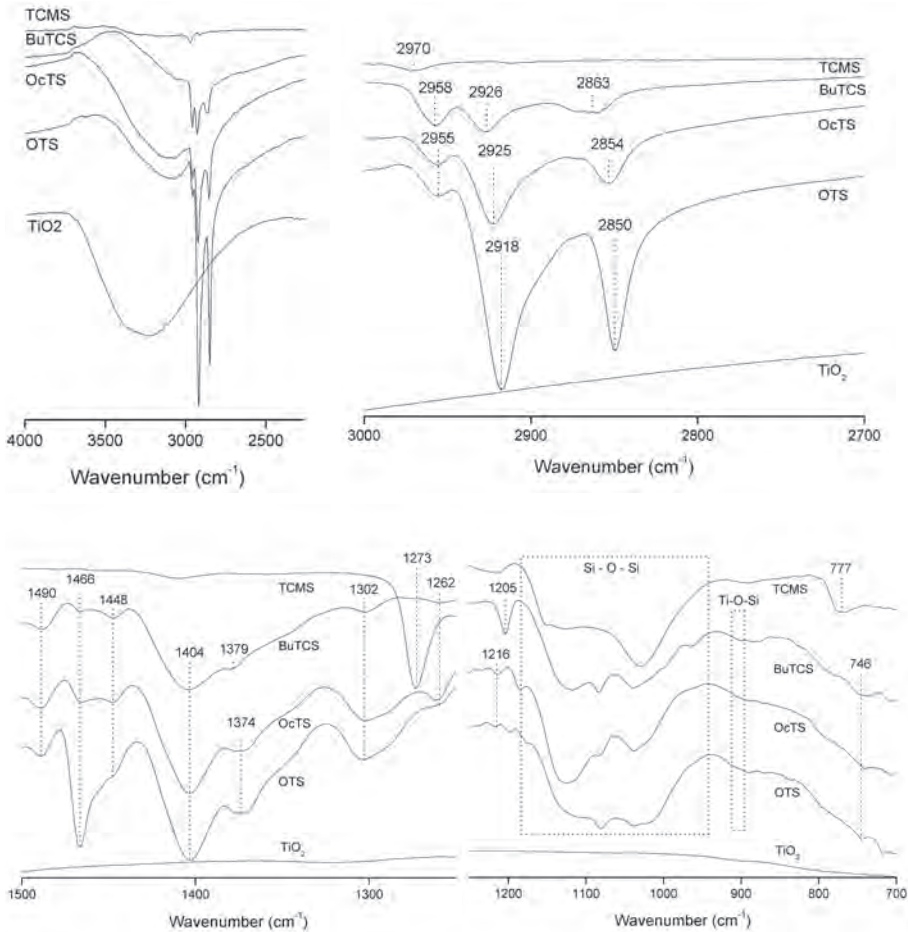 TCMS
BuTCS
OcTS
OTS
TiO2
4000 3500 3000 2500
Wavenumber (cm⁻¹)
2970
TCMS
2958 2926 2863
BuTCS
OcTS
2955 2925 2854
OTS
2918 2850
TiO₂
3000 2900 2800 2700
Wavenumber (cm⁻¹)
1273
1490 1466 1448 TCMS 1302 1262
1404 1379 BuTCS
1374 OcTS
OTS
TiO₂
1500 1400 1300
Wavenumber (cm⁻¹)
Si - O - Si
1205 TCMS 777
Ti-O-Si
1216 BuTCS 746
OcTS
OTS
TiO₂
1200 1100 1000 900 800 700
Wavenumber (cm⁻¹)